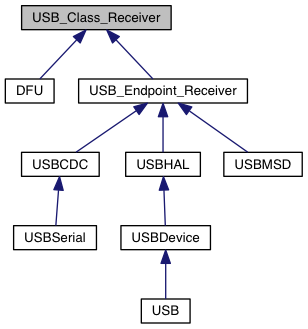 USB_Class_Receiver
DFU
USB_Endpoint_Receiver
USBCDC
USBHAL
USBMSD
USBSerial
USBDevice
USB